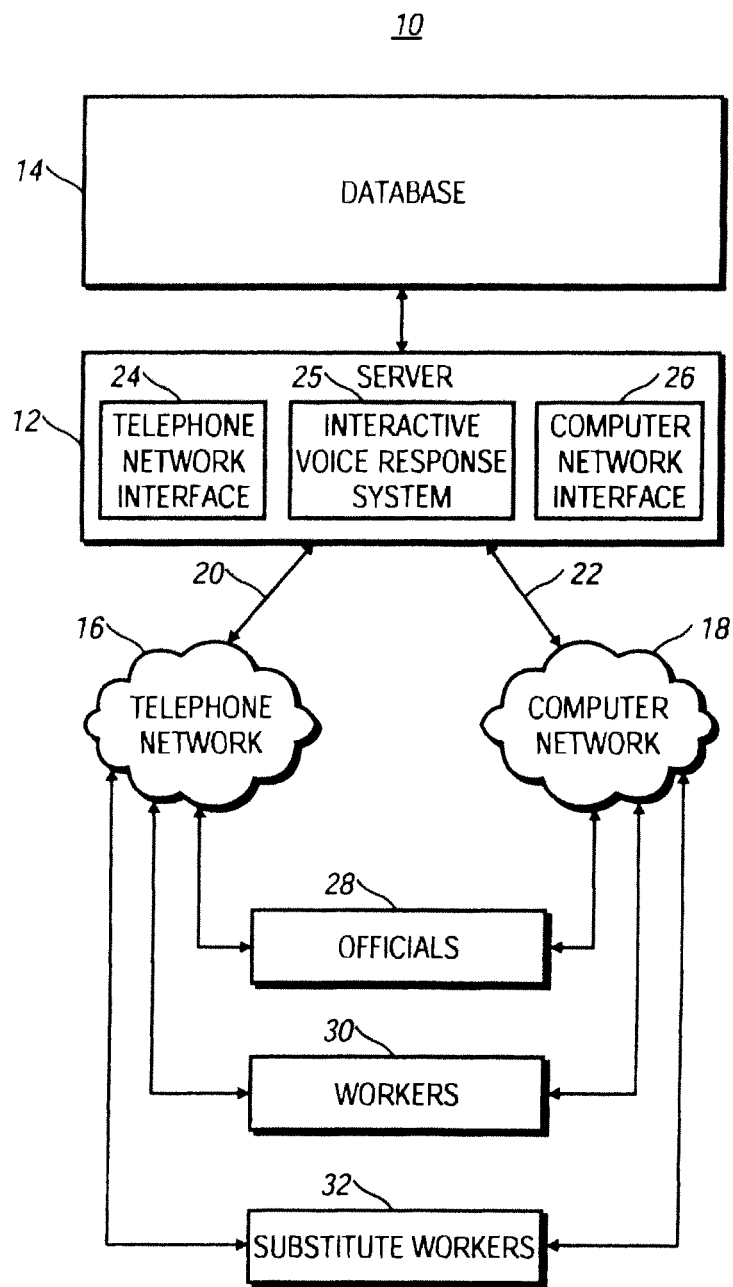 10
14
DATABASE
SERVER
24
25
26
12
TELEPHONE
NETWORK
INTERFACE
INTERACTIVE
VOICE RESPONSE
SYSTEM
COMPUTER
NETWORK
INTERFACE
20
22
16
18
TELEPHONE
NETWORK
COMPUTER
NETWORK
28
OFFICIALS
30
WORKERS
32
SUBSTITUTE WORKERS